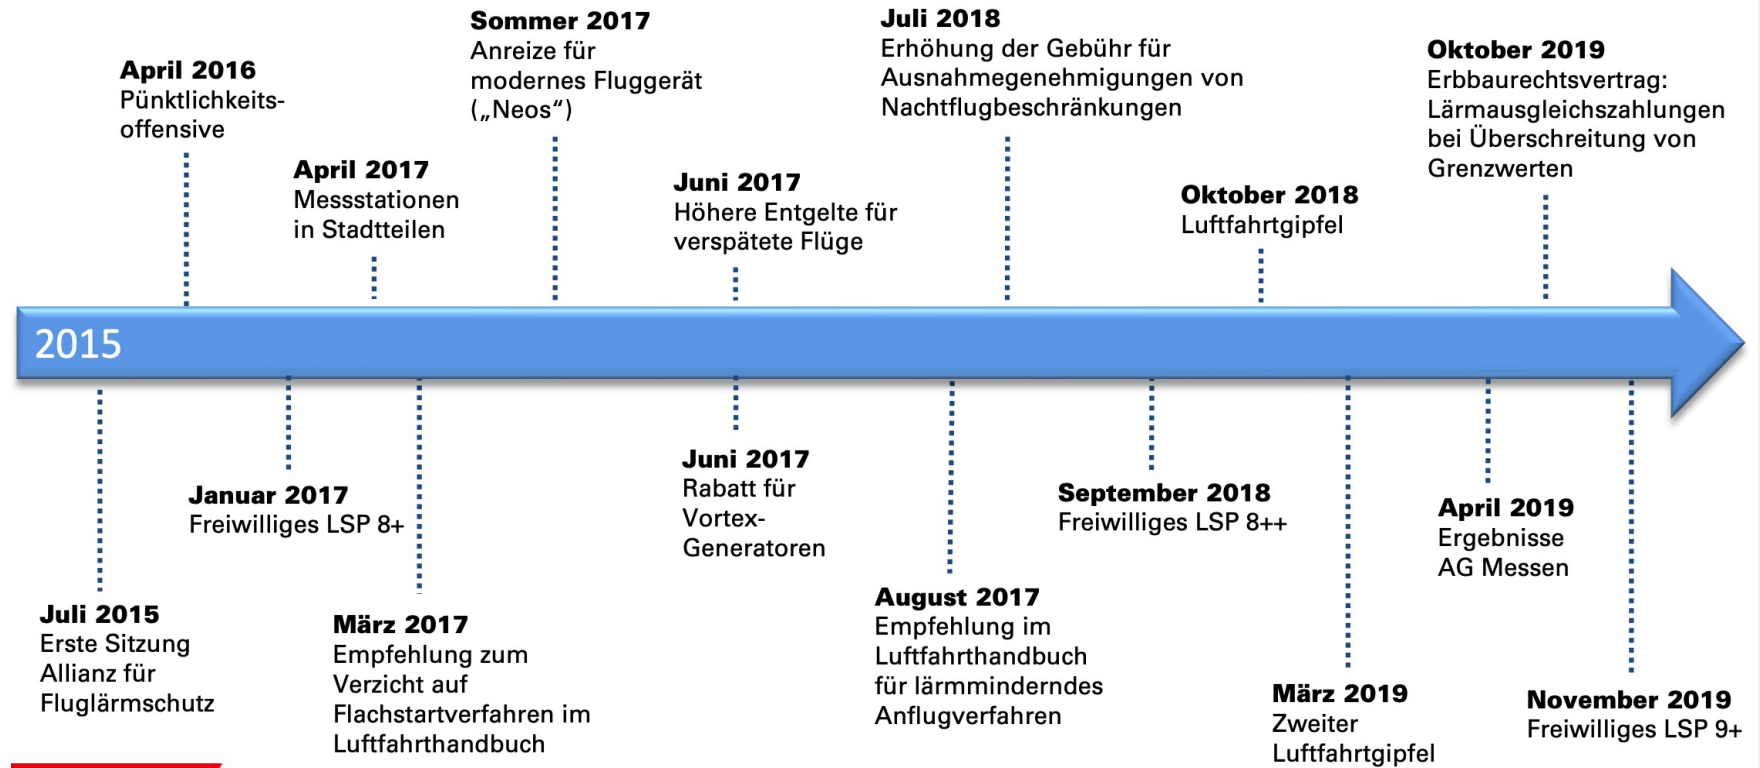 April 2016
Pünktlichkeits-
offensive
April 2017
Messstationen
in Stadtteilen
Sommer 2017
Anreize für
modernes Fluggerät
(„Neos“)
Juni 2017
Höhere Entgelte für
verspätete Flüge
Juli 2018
Erhöhung der Gebühr für
Ausnahmegenehmigungen von
Nachtflugbeschränkungen
Oktober 2018
Luftfahrtgipfel
Oktober 2019
Erbbaurechtsvertrag:
Lärmausgleichszahlungen
bei Überschreitung von
Grenzwerten
2015
Juli 2015
Erste Sitzung
Allianz für
Fluglärmschutz
Januar 2017
Freiwilliges LSP 8+
März 2017
Empfehlung zum
Verzicht auf
Flachstartverfahren im
Luftfahrthandbuch
Juni 2017
Rabatt für
Vortex-
Generatoren
August 2017
Empfehlung im
Luftfahrthandbuch
für lärmminderndes
Anflugverfahren
September 2018
Freiwilliges LSP 8++
März 2019
Zweiter
Luftfahrtgipfel
April 2019
Ergebnisse
AG Messen
November 2019
Freiwilliges LSP 9+